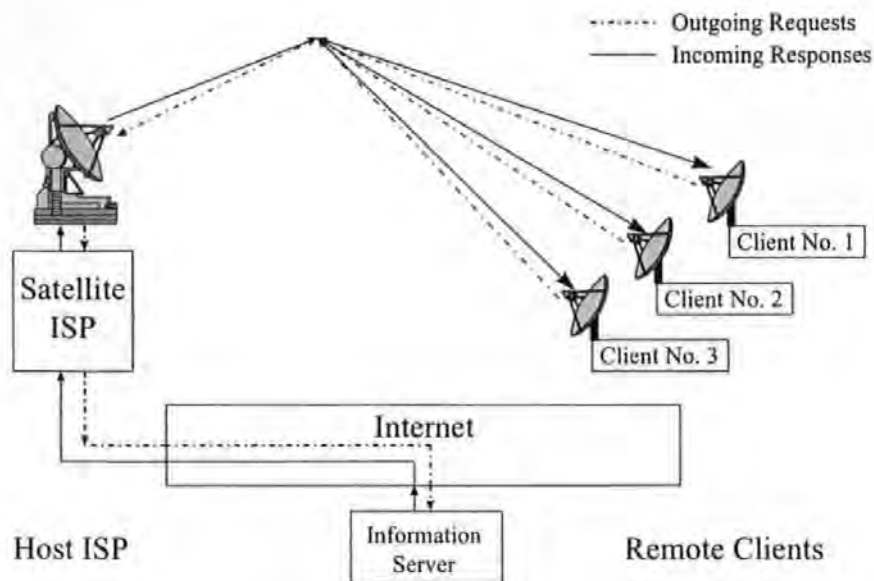 Outgoing Requests
Incoming Responses
Client No. 1
Client No. 2
Client No. 3
Satellite
ISP
Internet
Information
Server
Host ISP
Remote Clients